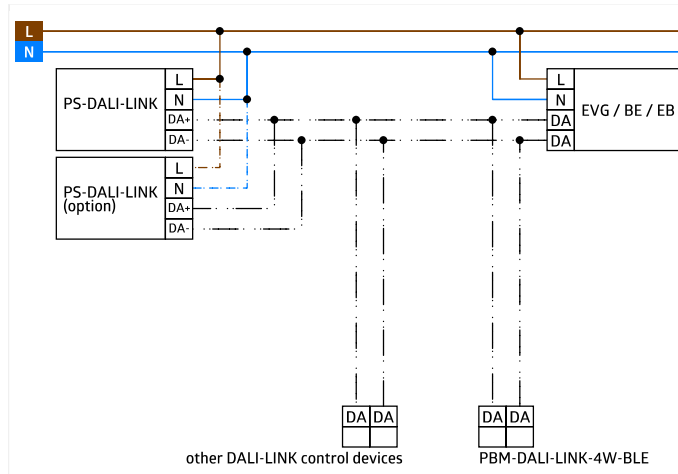 L
N
PS-DALI-LINK
L
N
DA+
DA-
EVG / BE / EB
L
N
DA
DA
PS-DALI-LINK
(option)
L
N
DA+
DA-
DA DA
other DALI-LINK control devices
DA DA
PBM-DALI-LINK-4W-BLE